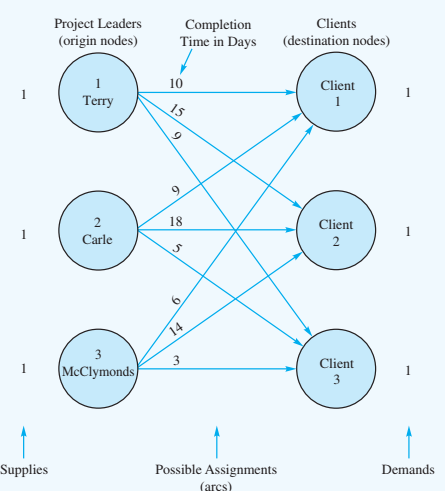 Project Leaders
(origin nodes)
Completion
Time in Days
Clients
(destination nodes)
1
1
Terry
10
15
9
Client
1
1
1
2
Carle
9
18
5
Client
2
1
1
3
McClymonds
6
14
3
Client
3
1
Supplies
Possible Assignments
(arcs)
Demands